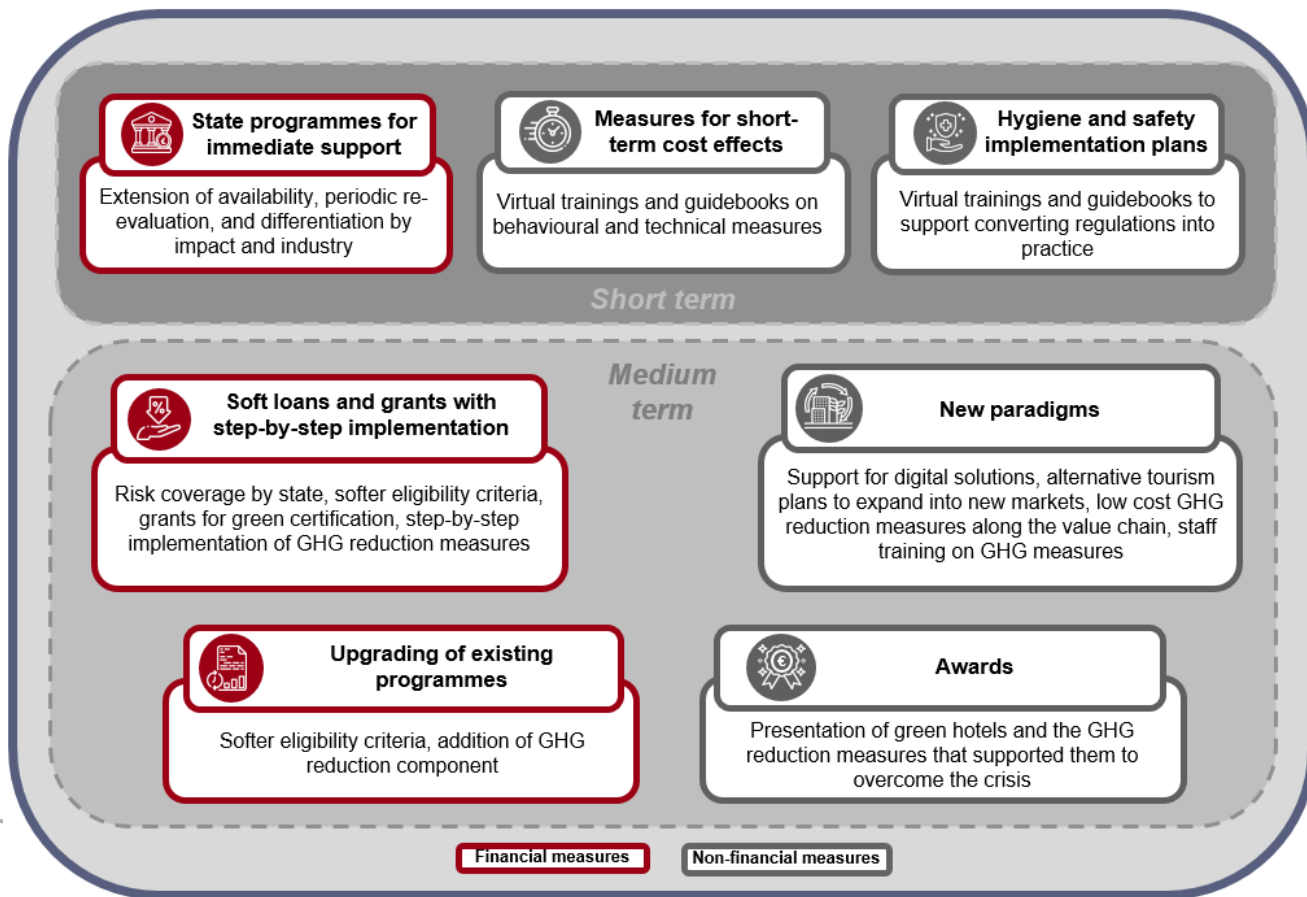 State programmes for
immediate support
Extension of availability, periodic re-
evaluation, and differentiation by
impact and industry
Measures for short-
term cost effects
Virtual trainings and guidebooks on
behavioural and technical measures
Hygiene and safety
implementation plans
Virtual trainings and guidebooks to
support converting regulations into
practice
Short term
Medium
term
Soft loans and grants with
step-by-step implementation
Risk coverage by state, softer eligibility criteria,
grants for green certification, step-by-step
implementation of GHG reduction measures
New paradigms
Support for digital solutions, alternative tourism
plans to expand into new markets, low cost GHG
reduction measures along the value chain, staff
training on GHG measures
Upgrading of existing
programmes
Softer eligibility criteria, addition of GHG
reduction component
Awards
Presentation of green hotels and the GHG
reduction measures that supported them to
overcome the crisis
Financial measures
Non-financial measures